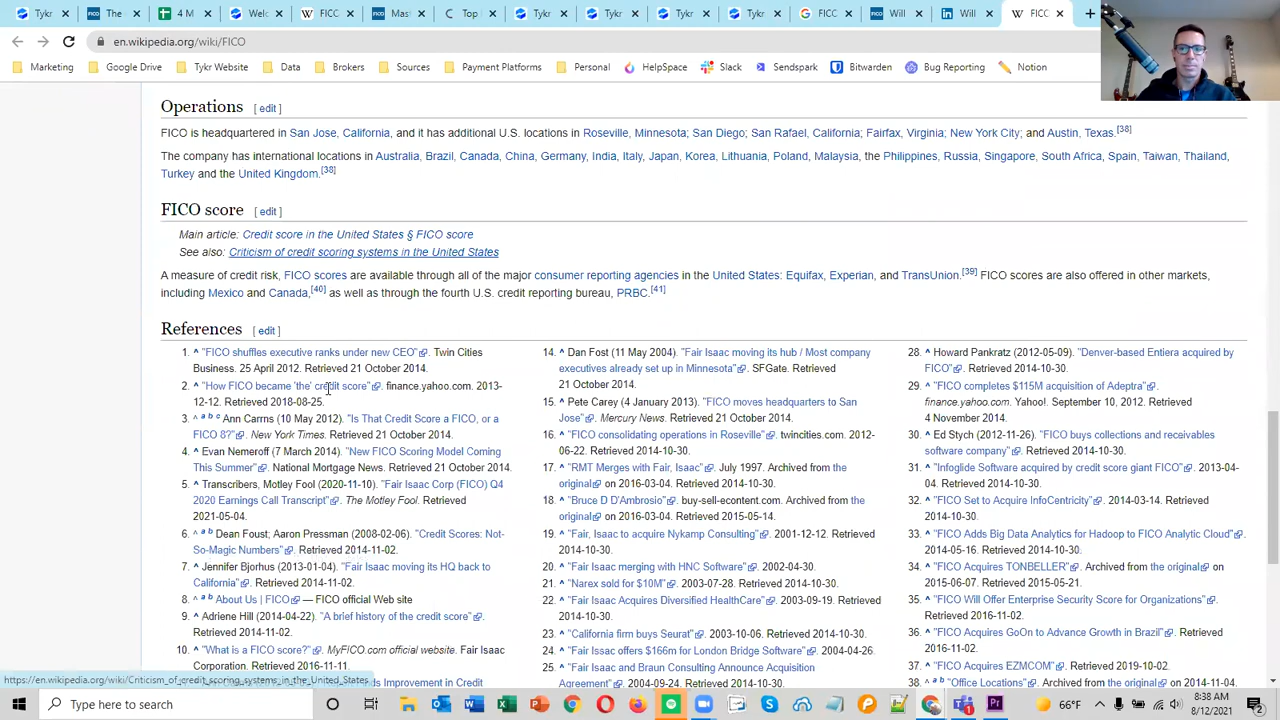 Tykr
The
4 M
Welc
FICO
Mast
Top
Tykr
Tykr
Tykr
Tykr
FICC
Will
Will
FICC
en.wikipedia.org/wiki/FICO
Marketing
Google Drive
Tykr Website
Data
Brokers
Sources
Payment Platforms
Personal
HelpSpace
Slack
Sendspark
Bitwarden
Bug Reporting
Notion
Operations [ edit ]
FICO is headquartered in San Jose, California, and it has additional U.S. locations in Roseville, Minnesota; San Diego; San Rafael, California; Fairfax, Virginia; New York City; and Austin, Texas.[38]
The company has international locations in Australia, Brazil, Canada, China, Germany, India, Italy, Japan, Korea, Lithuania, Poland, Malaysia, the Philippines, Russia, Singapore, South Africa, Spain, Taiwan, Thailand,
Turkey and the United Kingdom.[38]
FICO score [ edit ]
Main article: Credit score in the United States § FICO score
See also: Criticism of credit scoring systems in the United States
A measure of credit risk, FICO scores are available through all of the major consumer reporting agencies in the United States: Equifax, Experian, and TransUnion.[39] FICO scores are also offered in other markets,
including Mexico and Canada,[40] as well as through the fourth U.S. credit reporting bureau, PRBC.[41]
References [ edit ]
1. ^ "FICO shuffles executive ranks under new CEO". Twin Cities
Business. 25 April 2012. Retrieved 21 October 2014.
2. ^ "How FICO became 'the' credit score". finance.yahoo.com. 2013-
12-12. Retrieved 2018-08-25.
3. ^ a b c Ann Carrns (10 May 2012). "Is That Credit Score a FICO, or a
FICO 8?". New York Times. Retrieved 21 October 2014.
4. ^ Evan Nemeroff (7 March 2014). "New FICO Scoring Model Coming
This Summer". National Mortgage News. Retrieved 21 October 2014.
5. ^ Transcribers, Motley Fool (2020-11-10). "Fair Isaac Corp (FICO) Q4
2020 Earnings Call Transcript". The Motley Fool. Retrieved
2021-05-04.
6. ^ a b Dean Foust; Aaron Pressman (2008-02-06). "Credit Scores: Not-
So-Magic Numbers". Retrieved 2014-11-02.
7. ^ Jennifer Bjorhus (2013-01-04). "Fair Isaac moving its HQ back to
California". Retrieved 2014-11-02.
8. ^ a b About Us | FICO — FICO official Web site
9. ^ Adriene Hill (2014-04-22). "A brief history of the credit score".
Retrieved 2014-11-02.
10. ^ "What is a FICO score?". MyFICO.com official website. Fair Isaac
Corporation. Retrieved 2016-11-11.
ds Improvement in Credit
14. ^ Dan Fost (11 May 2004). "Fair Isaac moving its hub / Most company
executives already set up in Minnesota". SFGate. Retrieved
21 October 2014.
15. ^ Pete Carey (4 January 2013). "FICO moves headquarters to San
Jose". Mercury News. Retrieved 21 October 2014.
16. ^ "FICO consolidating operations in Roseville". twincities.com. 2012-
06-22. Retrieved 2014-10-30.
17. ^ "RMT Merges with Fair, Isaac". July 1997. Archived from the
original on 2016-03-04. Retrieved 2014-10-30.
18. ^ "Bruce D D'Ambrosio". buy-sell-econtent.com. Archived from the
original on 2016-03-04. Retrieved 2015-05-14.
19. ^ "Fair, Isaac to acquire Nykamp Consulting". 2001-12-12. Retrieved
2014-10-30.
20. ^ "Fair Isaac merging with HNC Software". 2002-04-30.
21. ^ "Narex sold for $10M". 2003-07-28. Retrieved 2014-10-30.
22. ^ "Fair Isaac Acquires Diversified HealthCare". 2003-09-19. Retrieved
2014-10-30.
23. ^ "California firm buys Seurat". 2003-10-06. Retrieved 2014-10-30.
24. ^ "Fair Isaac offers $166m for London Bridge Software". 2004-04-26.
25. ^ "Fair Isaac and Braun Consulting Announce Acquisition
Agreement". 2004-09-24. Retrieved 2014-10-30.
28. ^ Howard Pankratz (2012-05-09). "Denver-based Entiera acquired by
FICO". Retrieved 2014-10-30.
29. ^ "FICO completes $115M acquisition of Adeptra".
finance.yahoo.com. Yahoo!. September 10, 2012. Retrieved
4 November 2014.
30. ^ Ed Stych (2012-11-26). "FICO buys collections and receivables
software company". Retrieved 2014-10-30.
31. ^ "Infoglide Software acquired by credit score giant FICO". 2013-04-
04. Retrieved 2014-10-30.
32. ^ "FICO Set to Acquire InfoCentricity". 2014-03-14. Retrieved
2014-10-30.
33. ^ "FICO Adds Big Data Analytics for Hadoop to FICO Analytic Cloud".
2014-05-16. Retrieved 2014-10-30.
34. ^ "FICO Acquires TONBELLER". Archived from the original on
2015-06-07. Retrieved 2015-05-21.
35. ^ "FICO Will Offer Enterprise Security Score for Organizations".
Retrieved 2016-11-02.
36. ^ "FICO Acquires GoOn to Advance Growth in Brazil". Retrieved
2016-11-02.
37. ^ "FICO Acquires EZMCOM". Retrieved 2019-10-02.
38. ^ a b "Office Locations". Archived from the original on 2014-11-04.
https://en.wikipedia.org/wiki/Criticism_of_credit_scoring_systems_in_the_United_States
Type here to search
66°F
8:38 AM
8/12/2021